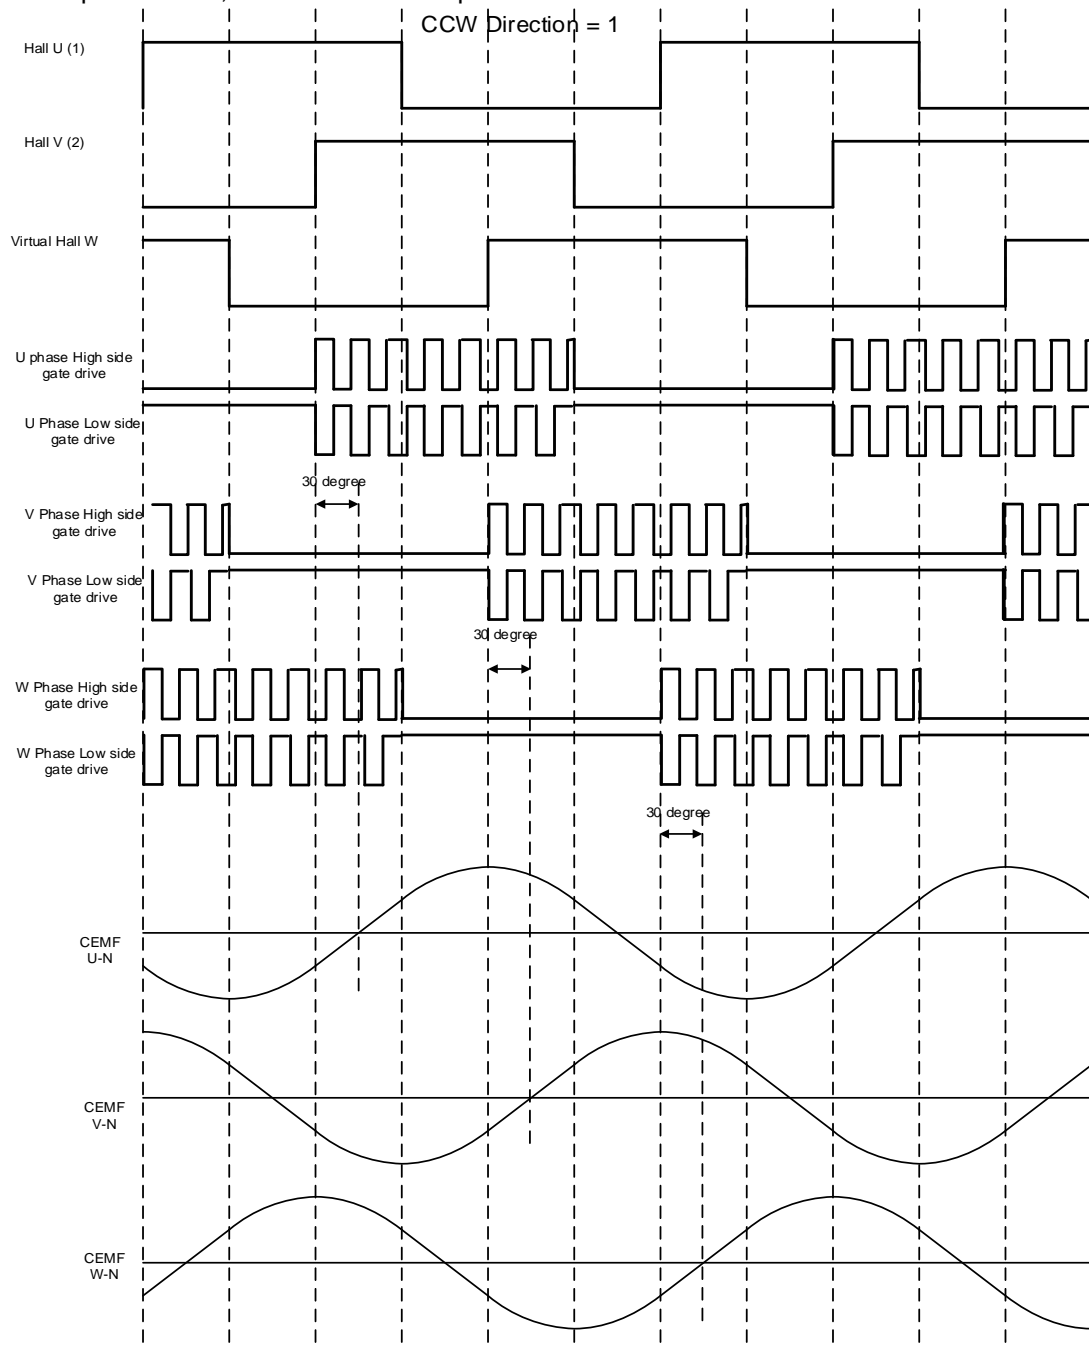 CCW Direction = 1
Hall U (1)
Hall V (2)
Virtual Hall W
U phase High side
gate drive
U Phase Low side
gate drive
30 degree
V Phase High side
gate drive
V Phase Low side
gate drive
30 degree
W Phase High side
gate drive
W Phase Low side
gate drive
30 degree
CEMF
U-N
CEMF
V-N
CEMF
W-N